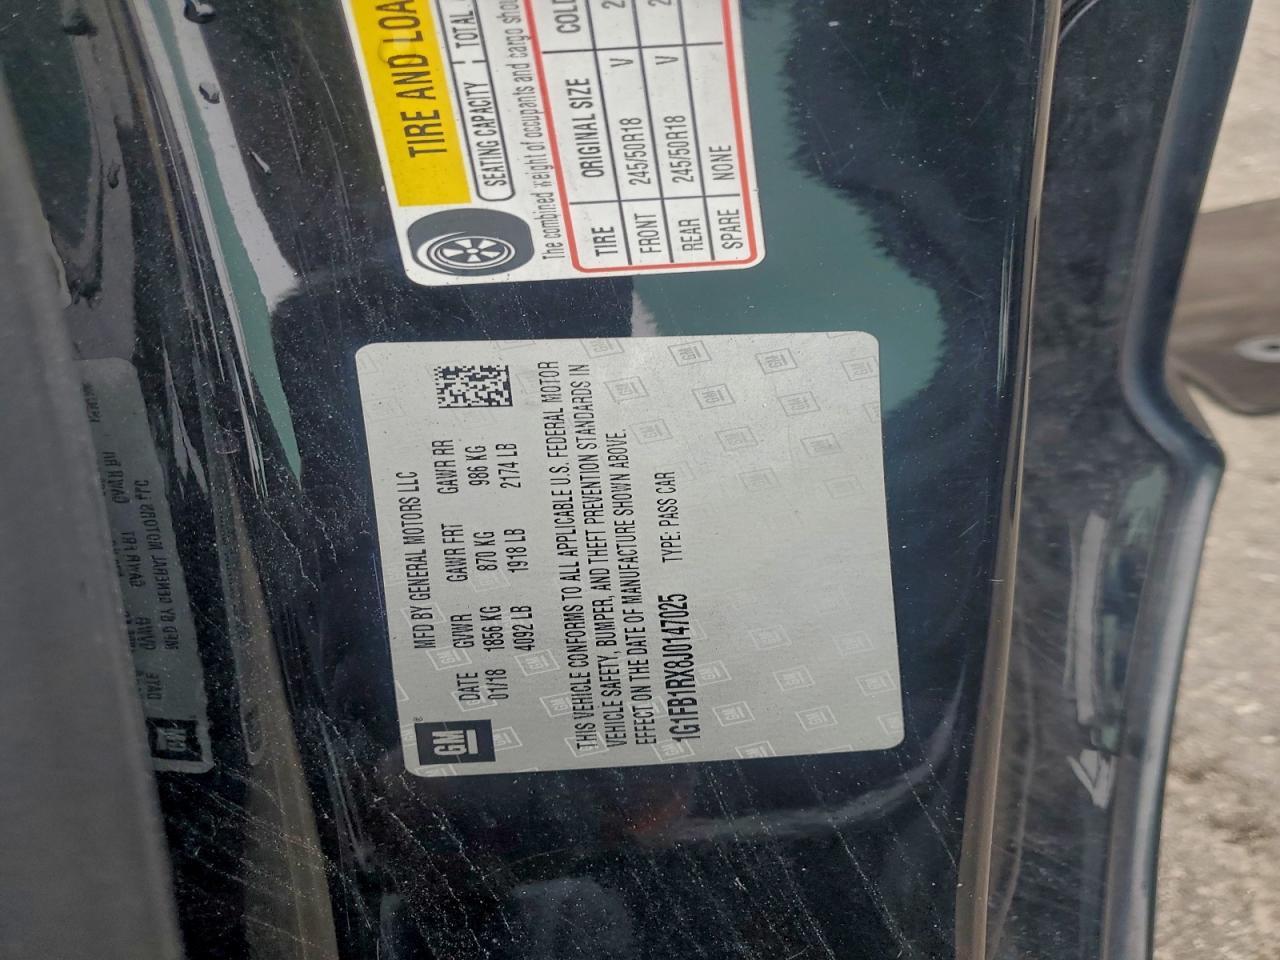 TIRE AND LOA
SEATING CAPACITY TOTAL
The combined weight of occupants and cargo shou
TIRE ORIGINAL SIZE COLD
FRONT 245/50R18 V 2
REAR 245/50R18 V 2
SPARE NONE
GM
MFD BY GENERAL MOTORS LLC
DATE GVWR GAWR FRT GAWR RR
01/18 1856 KG 870 KG 986 KG
4092 LB 1918 LB 2174 LB
THIS VEHICLE CONFORMS TO ALL APPLICABLE U.S. FEDERAL MOTOR
VEHICLE SAFETY, BUMPER, AND THEFT PREVENTION STANDARDS IN
EFFECT ON THE DATE OF MANUFACTURE SHOWN ABOVE.
1G1FB1RX8J0147025 TYPE: PASS CAR